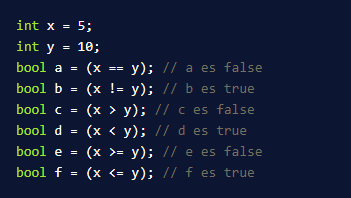 int x = 5;
int y = 10;
bool a = (x == y); // a es false
bool b = (x != y); // b es true
bool c = (x > y); // c es false
bool d = (x < y); // d es true
bool e = (x >= y); // e es false
bool f = (x <= y); // f es true